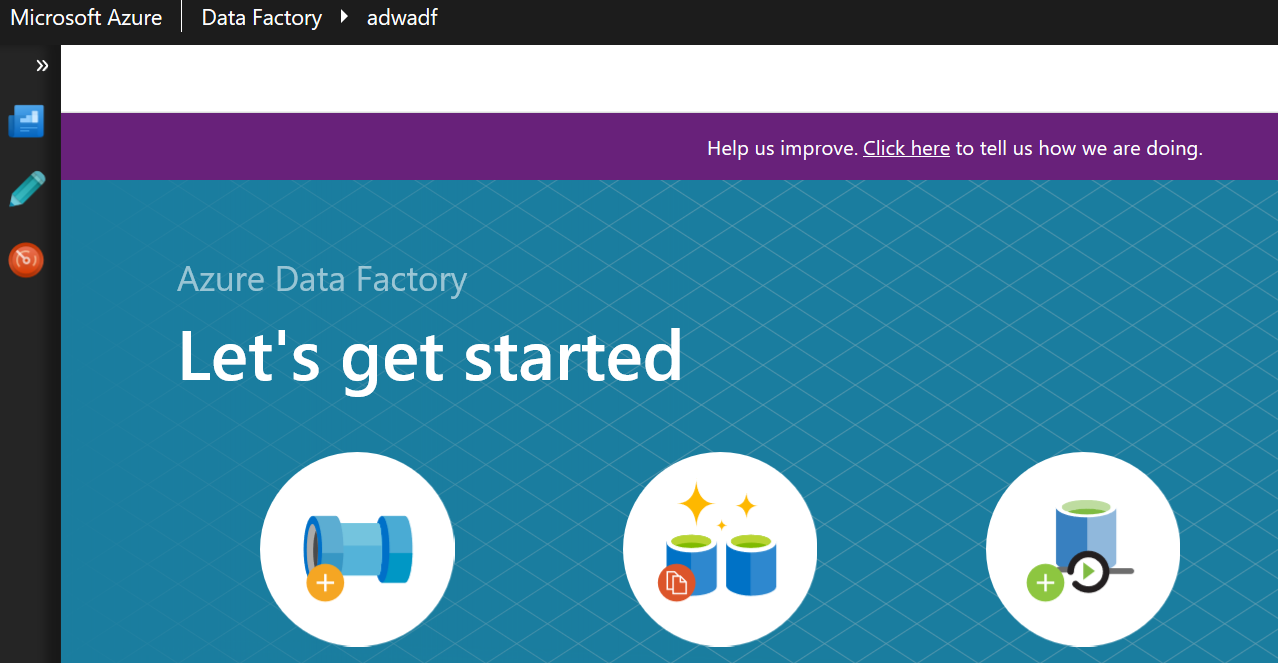 Microsoft Azure Data Factory adwadf
Help us improve. Click here to tell us how we are doing.
Azure Data Factory
Let's get started